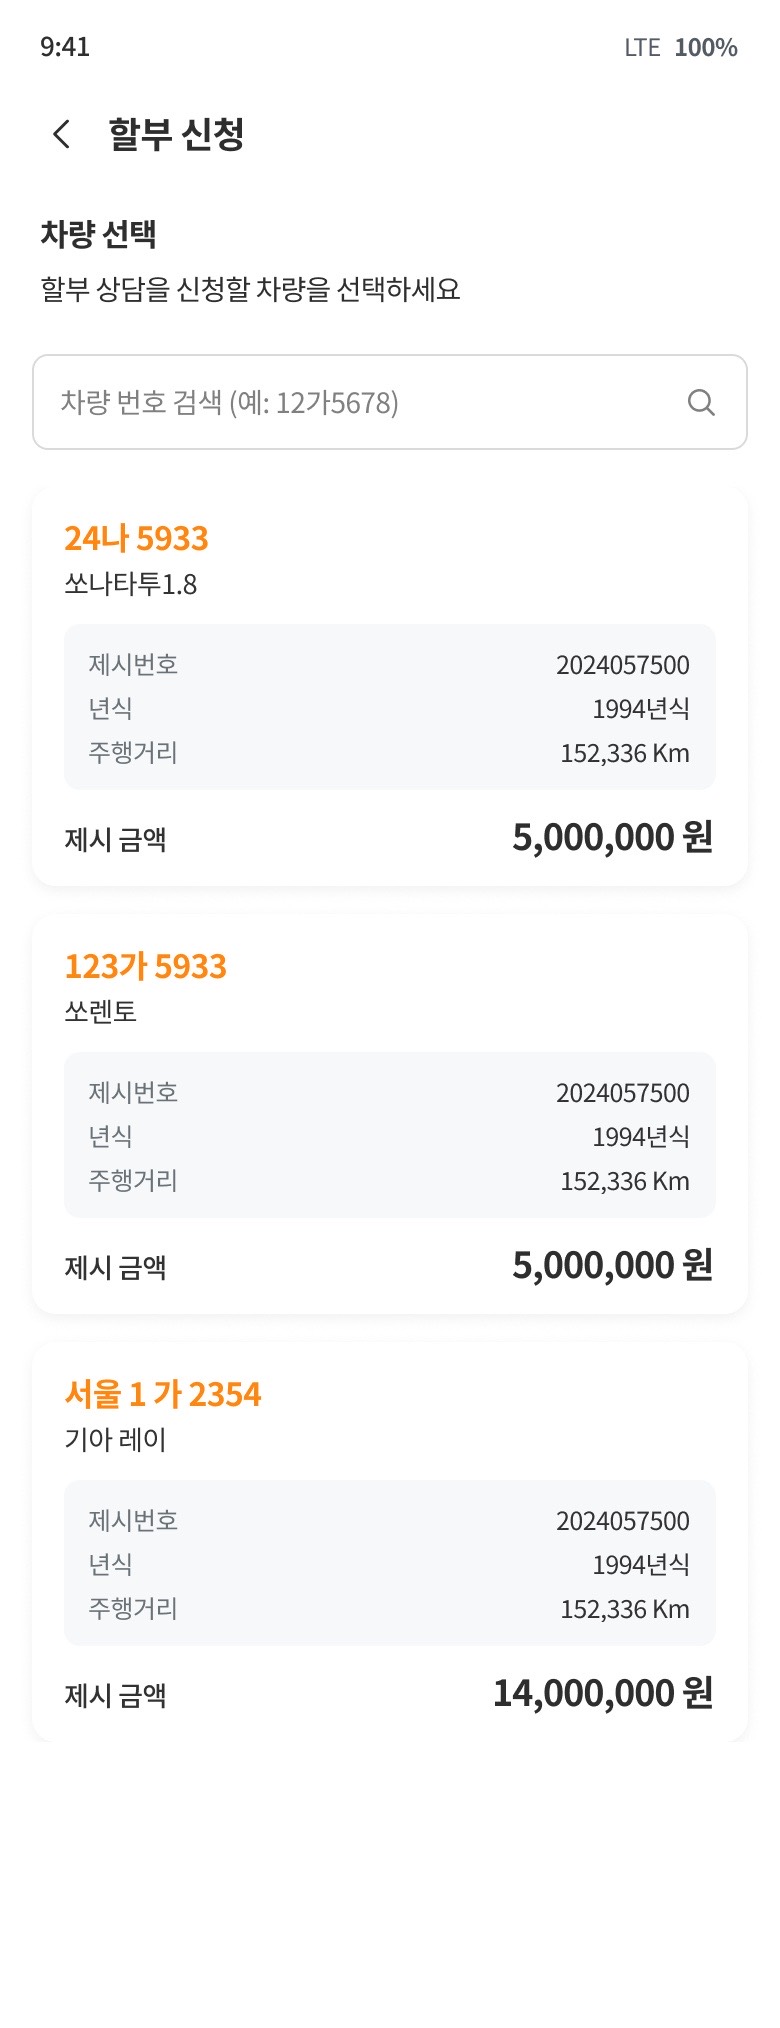 9:41 LTE 100%
할부 신청
차량 선택
할부 상담을 신청할 차량을 선택하세요
차량 번호 검색 (예: 12가5678)
24나 5933
쏘나타투1.8
제시번호 2024057500
년식 1994년식
주행거리 152,336 Km
제시 금액 5,000,000 원
123가 5933
쏘렌토
제시번호 2024057500
년식 1994년식
주행거리 152,336 Km
제시 금액 5,000,000 원
서울 1 가 2354
기아 레이
제시번호 2024057500
년식 1994년식
주행거리 152,336 Km
제시 금액 14,000,000 원